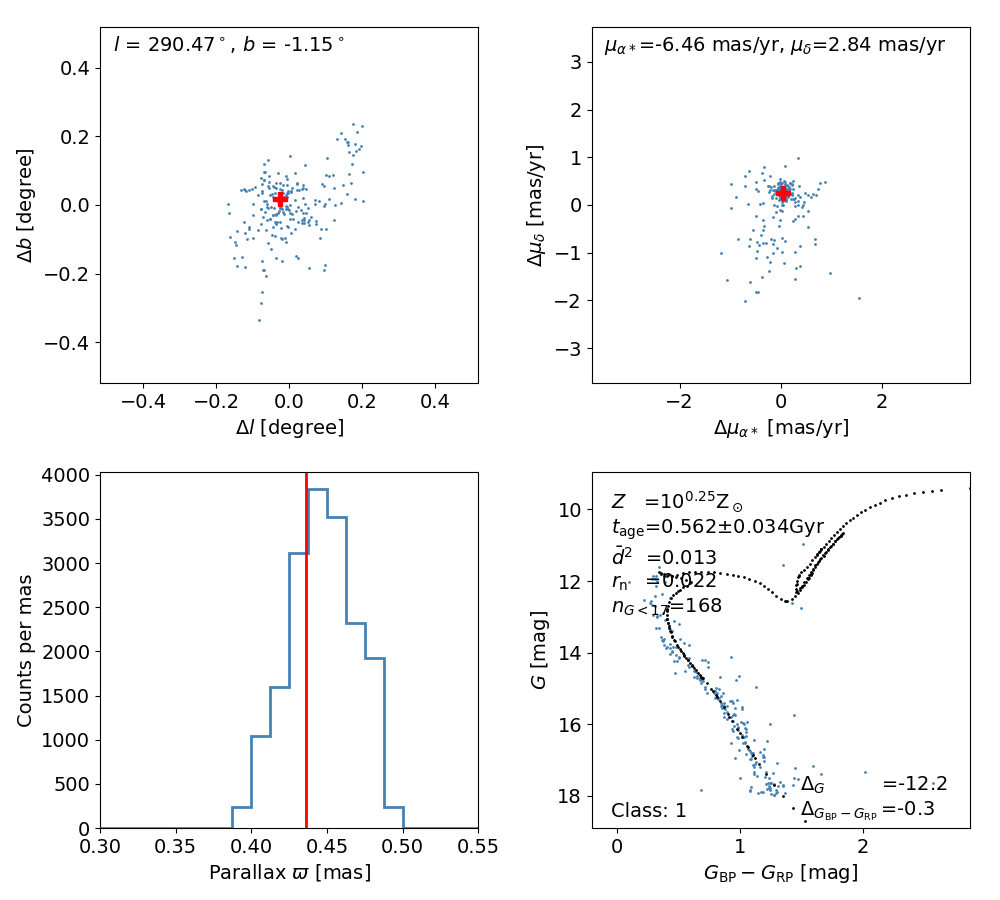 l = 290.47°, b = -1.15°
0.4
0.2
0.0
−0.2
−0.4
Δb [degree]
−0.4 −0.2 0.0 0.2 0.4
Δl [degree]
μα∗=-6.46 mas/yr, μδ=2.84 mas/yr
3
2
1
0
−1
−2
−3
Δμδ [mas/yr]
−2 0 2
Δμα∗ [mas/yr]
4000
3500
3000
2500
2000
1500
1000
500
0
Counts per mas
0.30 0.35 0.40 0.45 0.50 0.55
Parallax ϖ [mas]
Z =10^0.25 Z⊙
t_age=0.562±0.034Gyr
d̄² =0.013
r_n =0.022
n_G<17=168
10
12
14
16
18
G [mag]
Δ_G =-12.2
Δ_G_BP−G_RP =-0.3
Class: 1
0 1 2
G_BP − G_RP [mag]